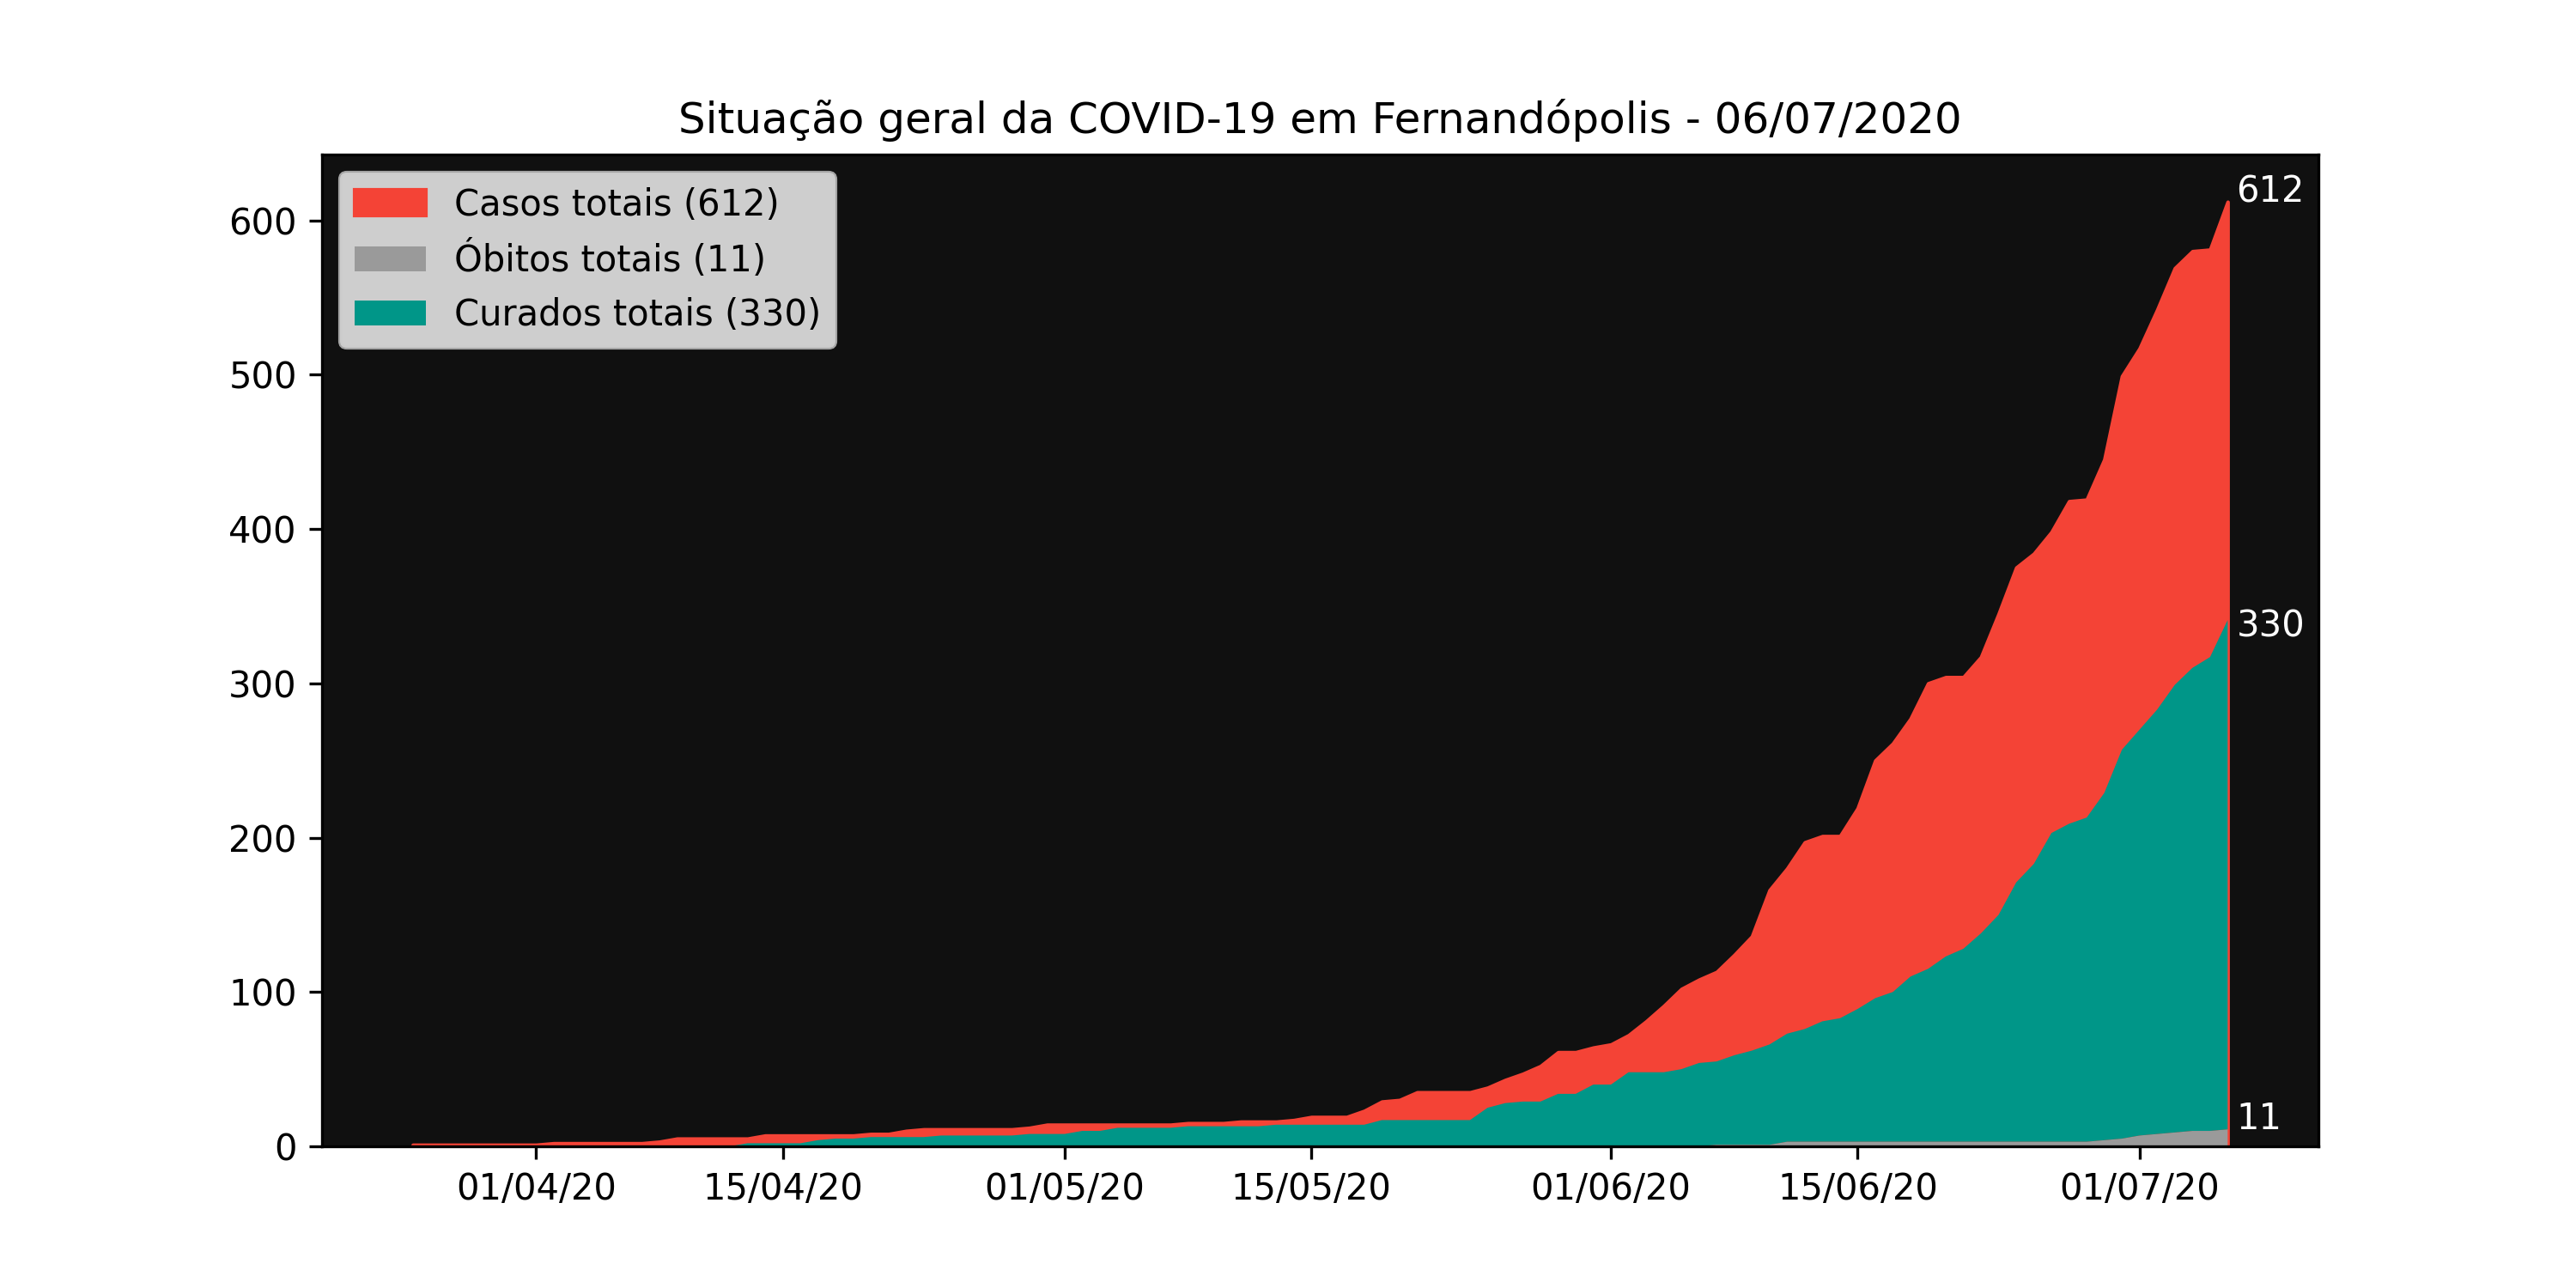 Situação geral da COVID-19 em Fernandópolis - 06/07/2020
Casos totais (612)
Óbitos totais (11)
Curados totais (330)
600
500
400
300
200
100
0
612
330
11
01/04/20 15/04/20 01/05/20 15/05/20 01/06/20 15/06/20 01/07/20